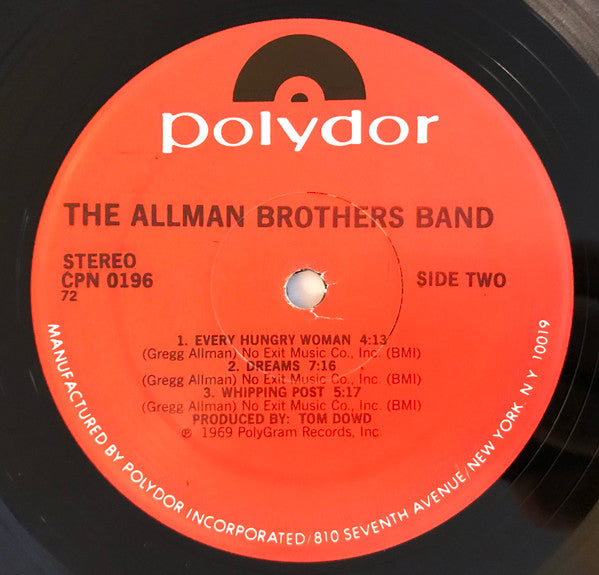 polydor
THE ALLMAN BROTHERS BAND
STEREO
CPN 0196
72
SIDE TWO
1. EVERY HUNGRY WOMAN 4:13
(Gregg Allman) No Exit Music Co., Inc. (BMI)
2. DREAMS 7:16
(Gregg Allman) No Exit Music Co., Inc. (BMI)
3. WHIPPING POST 5:17
(Gregg Allman) No Exit Music Co., Inc. (BMI)
PRODUCED BY: TOM DOWD
℗ 1969 PolyGram Records, Inc.
MANUFACTURED BY POLYDOR INCORPORATED/810 SEVENTH AVENUE/NEW YORK, N Y 10019